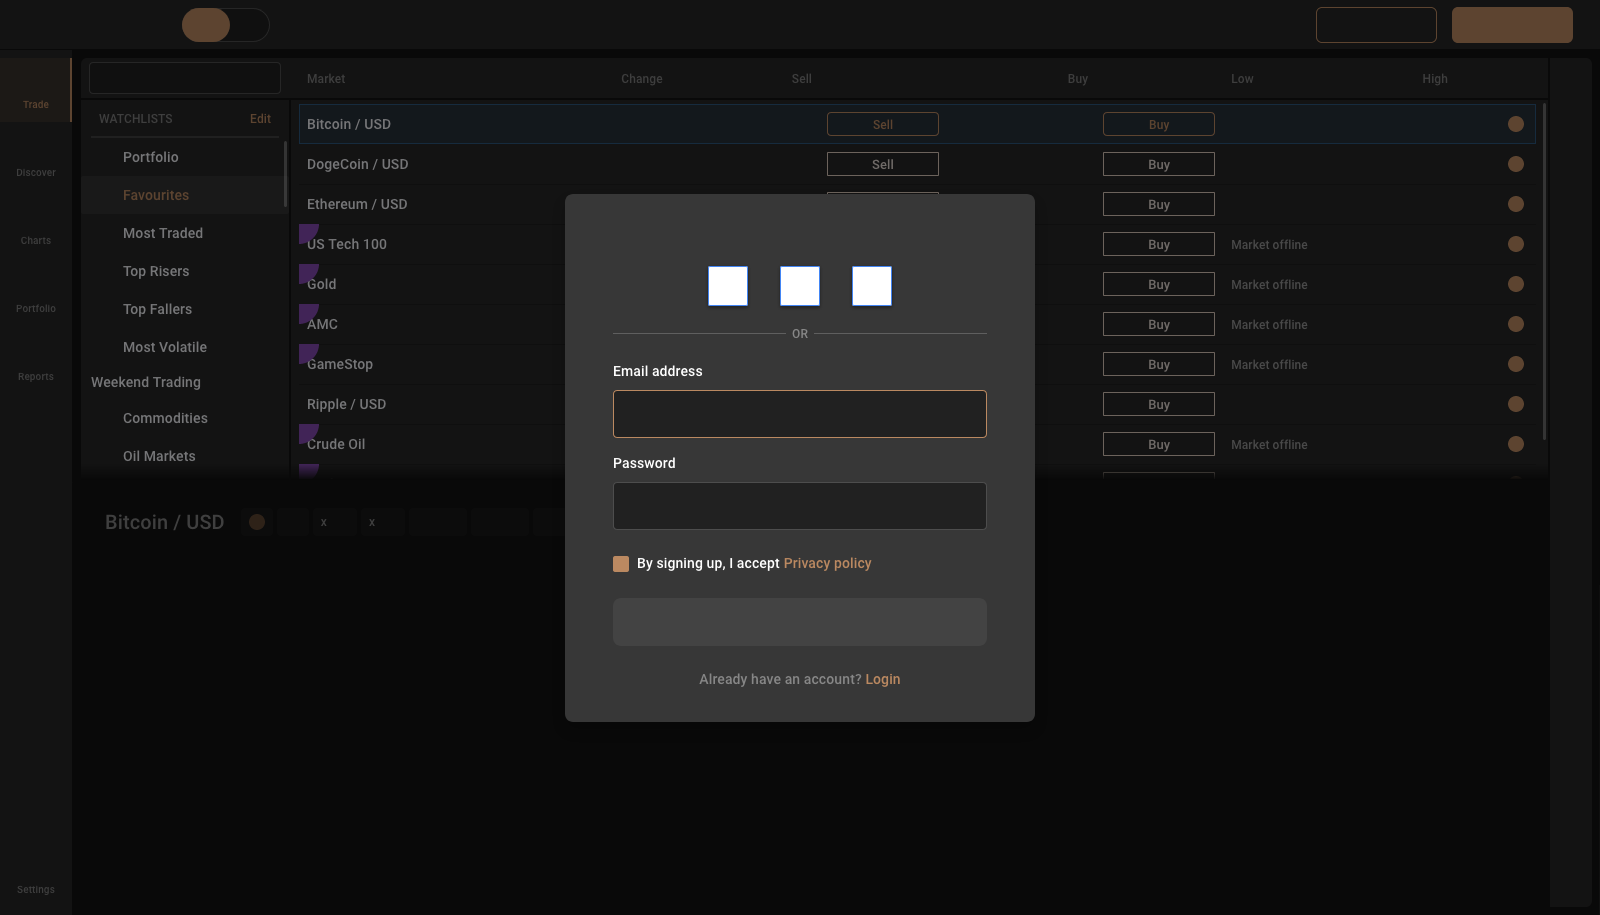 Market Change Sell Buy Low High
Trade
WATCHLISTS Edit
Bitcoin / USD Sell Buy
Portfolio
DogeCoin / USD Sell Buy
Discover
Favourites
Ethereum / USD Buy
Most Traded
US Tech 100 Buy Market offline
Charts
Top Risers
Gold Buy Market offline
Portfolio
Top Fallers
AMC Buy Market offline
Most Volatile
GameStop Buy Market offline
Reports
Weekend Trading
Ripple / USD Buy
Commodities
Crude Oil Buy Market offline
Oil Markets
Bitcoin / USD x x
Settings
OR
Email address
Password
By signing up, I accept Privacy policy
Already have an account? Login